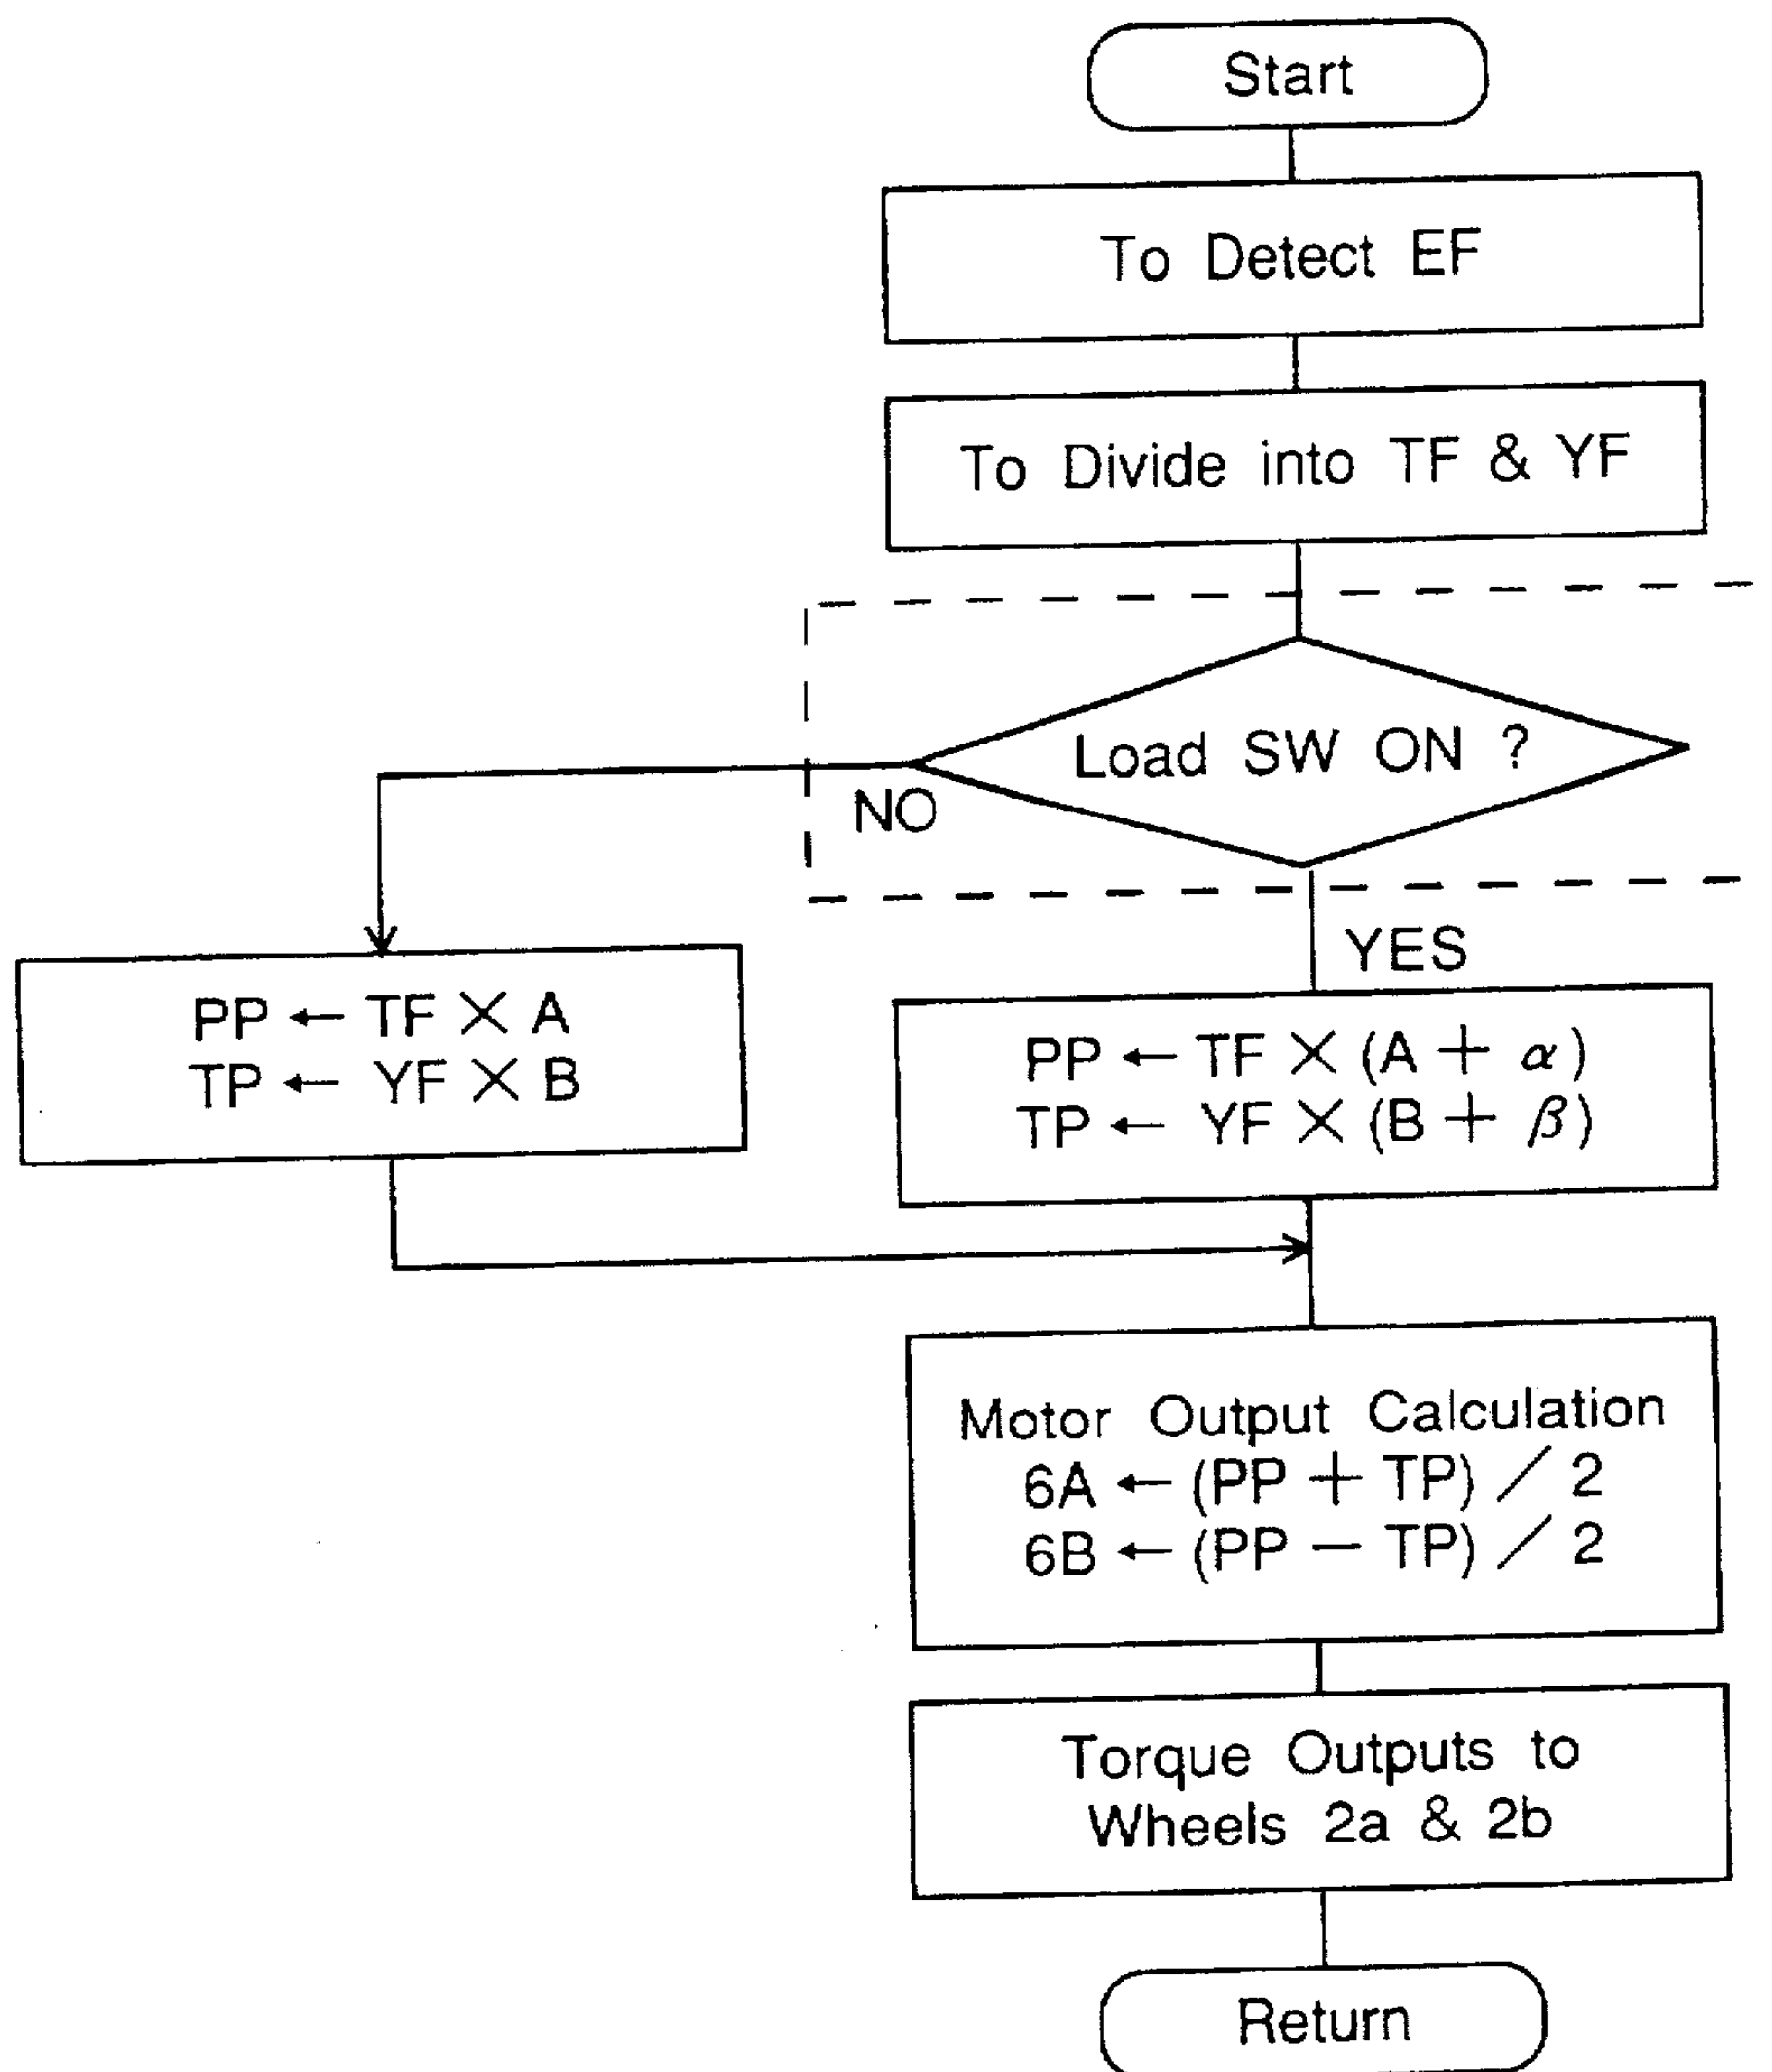 Start
To Detect EF
To Divide into TF & YF
Load SW ON ?
NO
YES
PP ← TF × A
TP ← YF × B
PP ← TF × (A + α)
TP ← YF × (B + β)
Motor Output Calculation
6A ← (PP + TP) / 2
6B ← (PP − TP) / 2
Torque Outputs to
Wheels 2a & 2b
Return